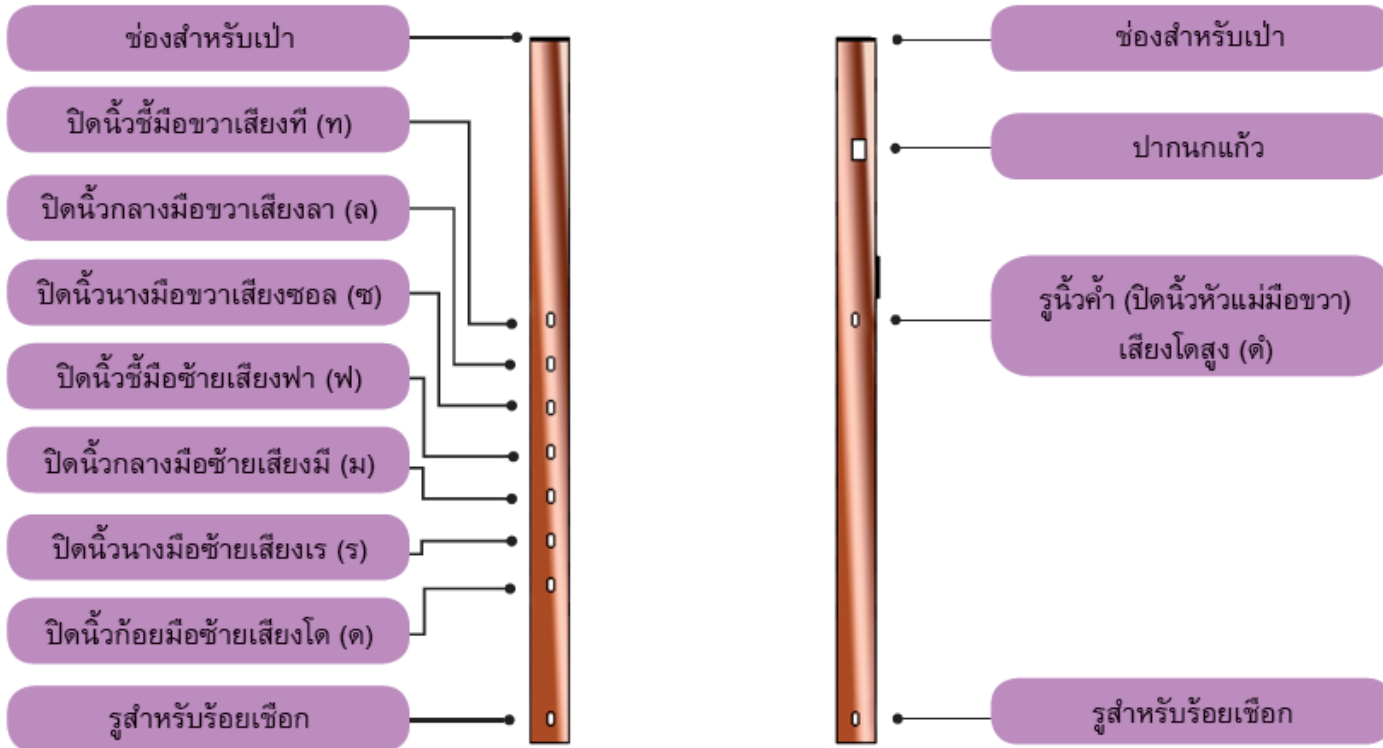 ช่องสำหรับเป่า
ปิดนิ้วชี้มือขวาเสียงที (ท)
ปิดนิ้วกลางมือขวาเสียงลา (ล)
ปิดนิ้วนางมือขวาเสียงซอล (ซ)
ปิดนิ้วชี้มือซ้ายเสียงฟา (ฟ)
ปิดนิ้วกลางมือซ้ายเสียงมี (ม)
ปิดนิ้วนางมือซ้ายเสียงเร (ร)
ปิดนิ้วก้อยมือซ้ายเสียงโด (ด)
รูสำหรับร้อยเชือก
ช่องสำหรับเป่า
ปากนกแก้ว
รูนิ้วค้ำ (ปิดนิ้วหัวแม่มือขวา)
เสียงโดสูง (ดํ)
รูสำหรับร้อยเชือก